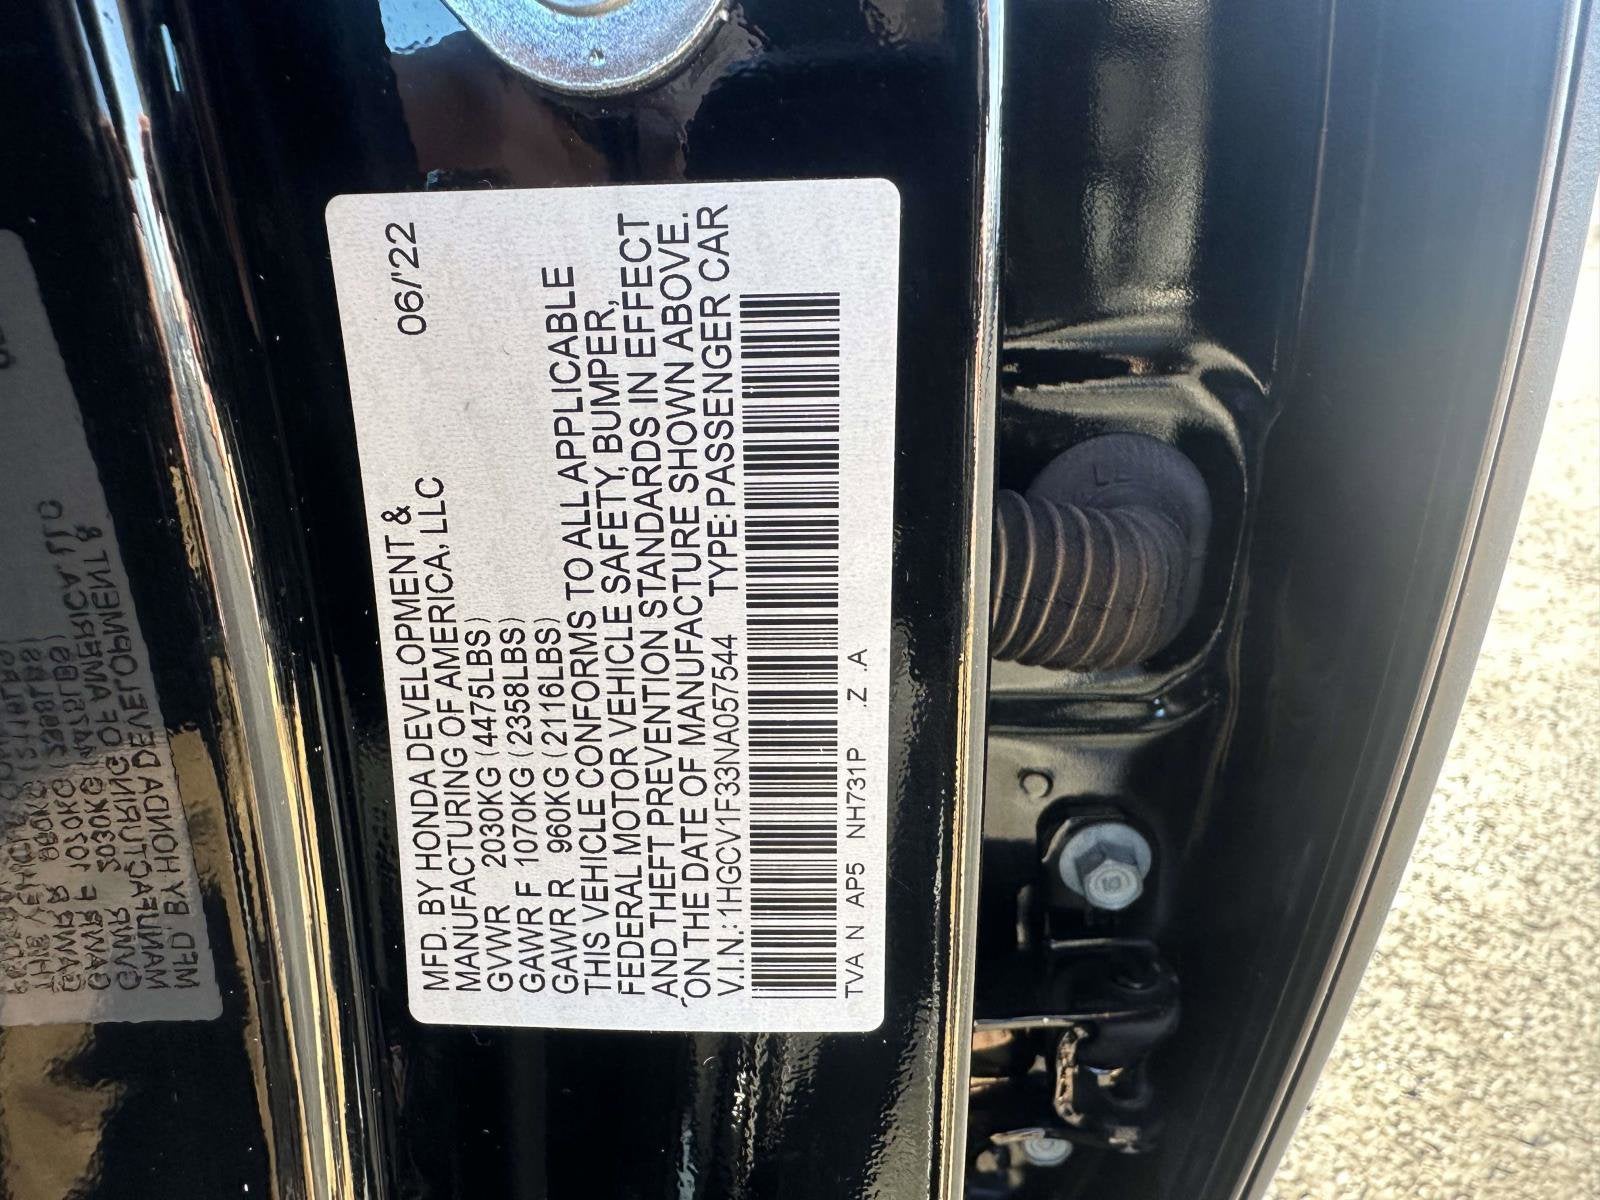 MFD. BY HONDA DEVELOPMENT & 06/'22
MANUFACTURING OF AMERICA, LLC
GVWR 2030KG (4475LBS)
GAWR F 1070KG (2358LBS)
GAWR R 960KG (2116LBS)
THIS VEHICLE CONFORMS TO ALL APPLICABLE
FEDERAL MOTOR VEHICLE SAFETY, BUMPER,
AND THEFT PREVENTION STANDARDS IN EFFECT
ON THE DATE OF MANUFACTURE SHOWN ABOVE.
V.I.N.: 1HGCV1F33NA057544 TYPE: PASSENGER CAR
TVA N AP5 NH731P .Z .A